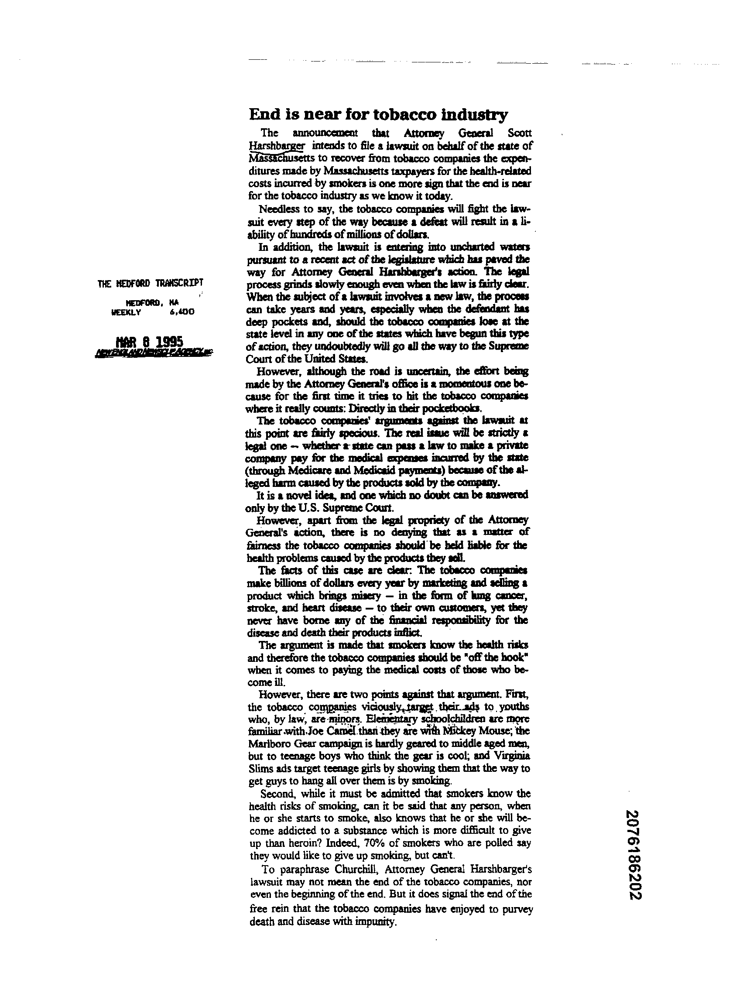 End is near for tobacco industry
The announcement that Attorney General Scott
Harshbarger intends to file a lawsuit on behalf of the state of
Massachusetts to recover from tobacco companies the expen-
ditures made by Massachusetts taxpayers for the health-related
costs incurred by smokers is one more sign that the end is near
for the tobacco industry as we know it today.
Needless to say, the tobacco companies will fight the law-
suit every step of the way because a defeat will result in a li-
ability of hundreds of millions of dollars.
In addition, the lawsuit is entering into uncharted waters
pursuant to a recent act of the legislature which has paved the
way for Attorney General Harshbarger's action. The legal
process grinds slowly enough even when the law is fairly clear.
When the subject of a lawsuit involves a new law, the process
can take years and years, especially when the defendant has
deep pockets and, should the tobacco companies lose at the
state level in any one of the states which have begun this type
of action, they undoubtedly will go all the way to the Supreme
Court of the United States.
However, although the road is uncertain, the effort being
made by the Attorney General's office is a momentous one be-
cause for the first time it tries to hit the tobacco companies
where it really counts: Directly in their pocketbooks.
The tobacco companies' arguments against the lawsuit at
this point are fairly specious. The real issue will be strictly a
legal one -- whether a state can pass a law to make a private
company pay for the medical expenses incurred by the state
(through Medicare and Medicaid payments) because of the al-
leged harm caused by the products sold by the company.
It is a novel idea, and one which no doubt can be answered
only by the U.S. Supreme Court.
However, apart from the legal propriety of the Attorney
General's action, there is no denying that as a matter of
fairness the tobacco companies should be held liable for the
health problems caused by the products they sell.
The facts of this case are clear: The tobacco companies
make billions of dollars every year by marketing and selling a
product which brings misery — in the form of lung cancer,
stroke, and heart disease — to their own customers, yet they
never have borne any of the financial responsibility for the
disease and death their products inflict.
The argument is made that smokers know the health risks
and therefore the tobacco companies should be "off the hook"
when it comes to paying the medical costs of those who be-
come ill.
However, there are two points against that argument. First,
the tobacco companies viciously target their ads to youths
who, by law, are minors. Elementary schoolchildren are more
familiar with Joe Camel than they are with Mickey Mouse; the
Marlboro Gear campaign is hardly geared to middle aged men,
but to teenage boys who think the gear is cool; and Virginia
Slims ads target teenage girls by showing them that the way to
get guys to hang all over them is by smoking.
Second, while it must be admitted that smokers know the
health risks of smoking, can it be said that any person, when
he or she starts to smoke, also knows that he or she will be-
come addicted to a substance which is more difficult to give
up than heroin? Indeed, 70% of smokers who are polled say
they would like to give up smoking, but can't.
To paraphrase Churchill, Attorney General Harshbarger's
lawsuit may not mean the end of the tobacco companies, nor
even the beginning of the end. But it does signal the end of the
free rein that the tobacco companies have enjoyed to purvey
death and disease with impunity.
THE MEDFORD TRANSCRIPT
MEDFORD, MA
WEEKLY 6,400
MAR 8 1995
2076186202